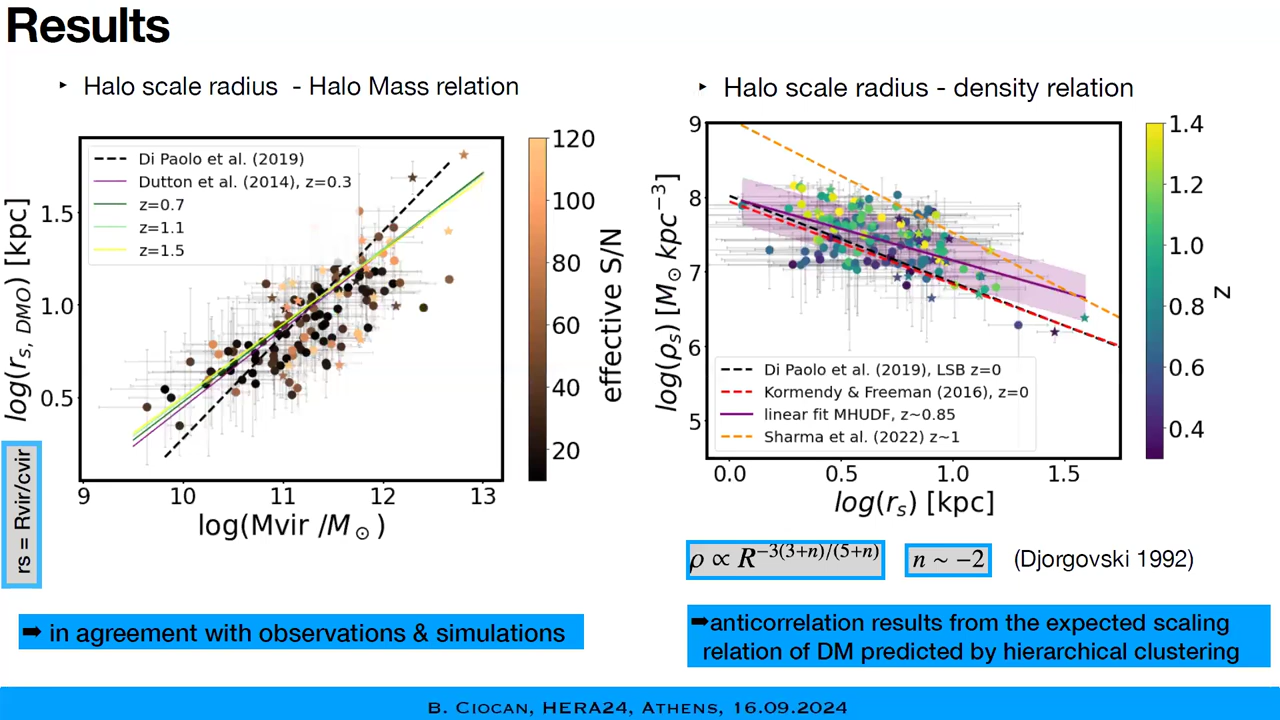 Results
‣ Halo scale radius - Halo Mass relation
Di Paolo et al. (2019)
Dutton et al. (2014), z=0.3
z=0.7
z=1.1
z=1.5
log(r_{s, DMO}) [kpc]
1.5
1.0
0.5
9 10 11 12 13
log(Mvir /M_⊙)
120
100
80
60
40
20
effective S/N
rs = Rvir/cvir
➡ in agreement with observations & simulations
‣ Halo scale radius - density relation
log(ρ_s) [M_⊙ kpc^{-3}]
9
8
7
6
5
Di Paolo et al. (2019), LSB z=0
Kormendy & Freeman (2016), z=0
linear fit MHUDF, z~0.85
Sharma et al. (2022) z~1
0.0 0.5 1.0 1.5
log(r_s) [kpc]
1.4
1.2
1.0
0.8
0.6
0.4
z
ρ ∝ R^{-3(3+n)/(5+n)} n ∼ −2 (Djorgovski 1992)
➡anticorrelation results from the expected scaling
relation of DM predicted by hierarchical clustering
B. Ciocan, HERA24, Athens, 16.09.2024